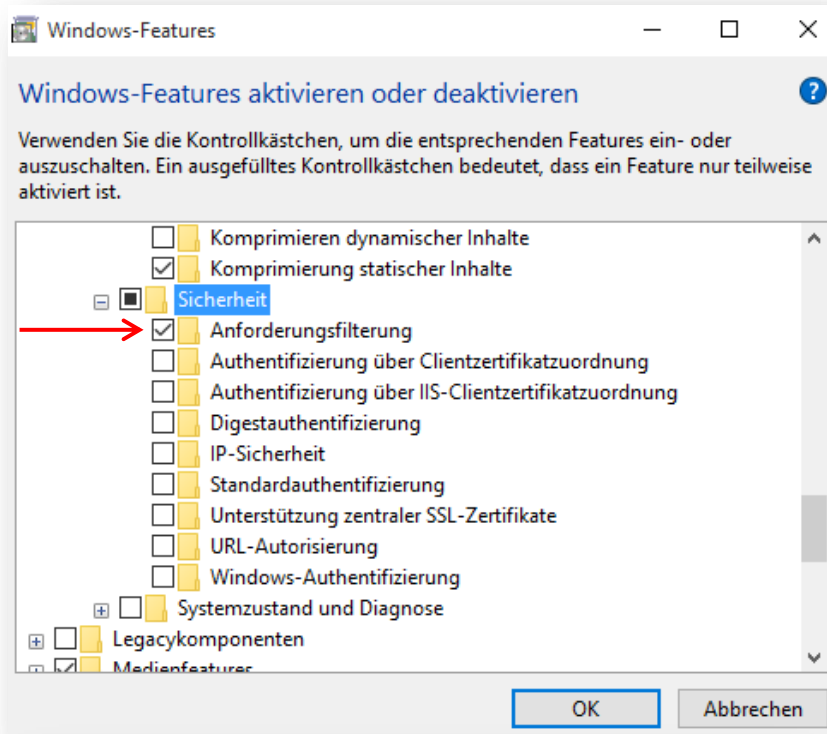 Windows-Features
Windows-Features aktivieren oder deaktivieren
?
Verwenden Sie die Kontrollkästchen, um die entsprechenden Features ein- oder
auszuschalten. Ein ausgefülltes Kontrollkästchen bedeutet, dass ein Feature nur teilweise
aktiviert ist.
Komprimieren dynamischer Inhalte
Komprimierung statischer Inhalte
Sicherheit
Anforderungsfilterung
Authentifizierung über Clientzertifikatzuordnung
Authentifizierung über IIS-Clientzertifikatzuordnung
Digestauthentifizierung
IP-Sicherheit
Standardauthentifizierung
Unterstützung zentraler SSL-Zertifikate
URL-Autorisierung
Windows-Authentifizierung
Systemzustand und Diagnose
Legacykomponenten
Medienfeatures
OK Abbrechen